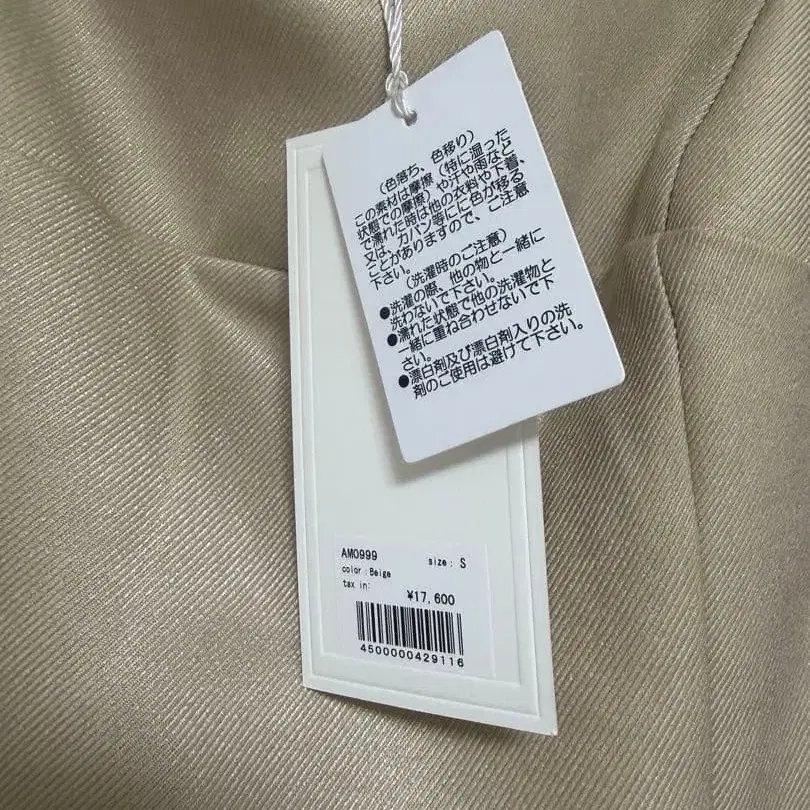 (色落ち、色移り)
この素材は摩擦(特に湿った
状態での摩擦)や汗や雨など
で濡れた時は他の衣料や下着、
又は、カバン等にに色が移る
ことがありますので、ご注意
下さい。
(洗濯時のご注意)
●洗濯の際、他の物と一緒に
洗わないで下さい。
●濡れた状態で他の洗濯物と
一緒に重ね合わせないで下
さい。
●漂白剤及び漂白剤入りの洗
剤のご使用は避けて下さい。
AM0999 size: S
color :Beige
tax in:
¥17,600
4500000429116